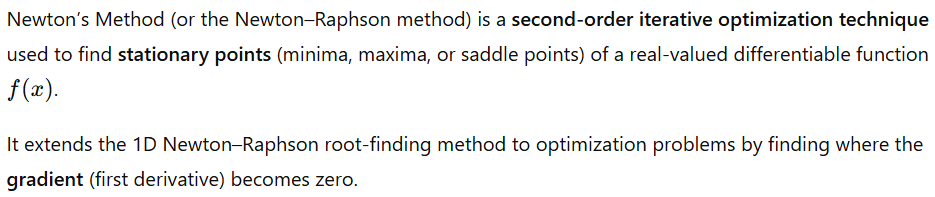 Newton's Method (or the Newton–Raphson method) is a second-order iterative optimization technique
used to find stationary points (minima, maxima, or saddle points) of a real-valued differentiable function
f(x).
It extends the 1D Newton–Raphson root-finding method to optimization problems by finding where the
gradient (first derivative) becomes zero.